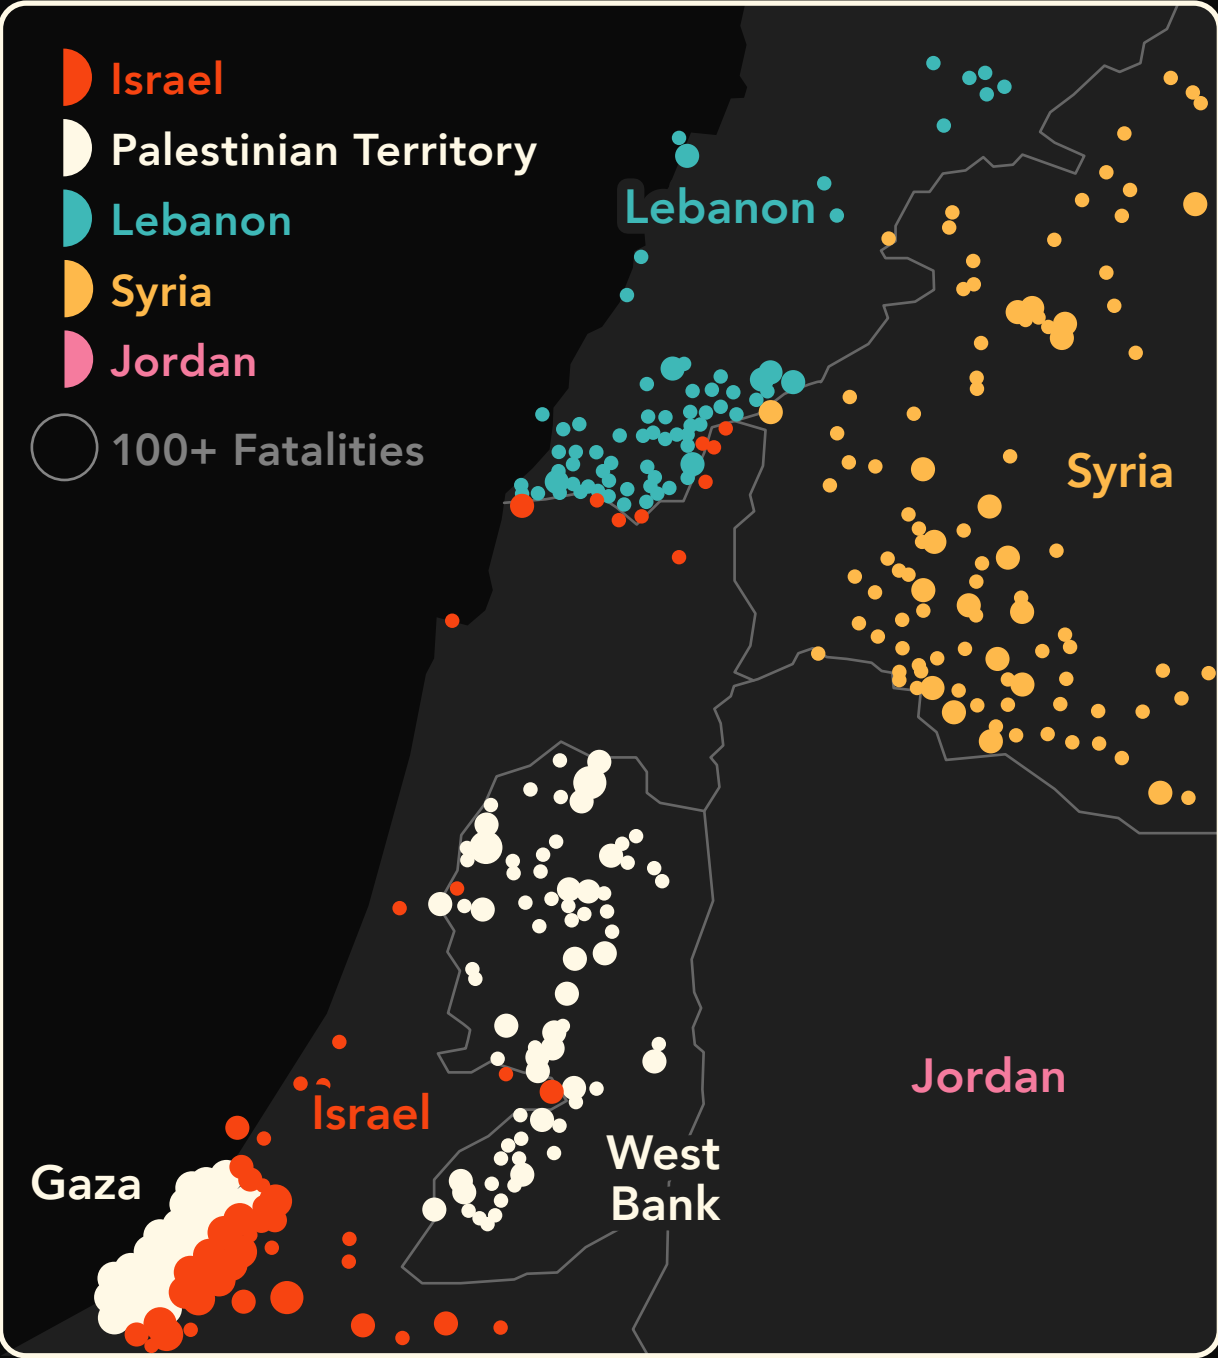 Israel
Palestinian Territory
Lebanon
Syria
Jordan
100+ Fatalities
Lebanon
Syria
Jordan
Israel
West
Bank
Gaza